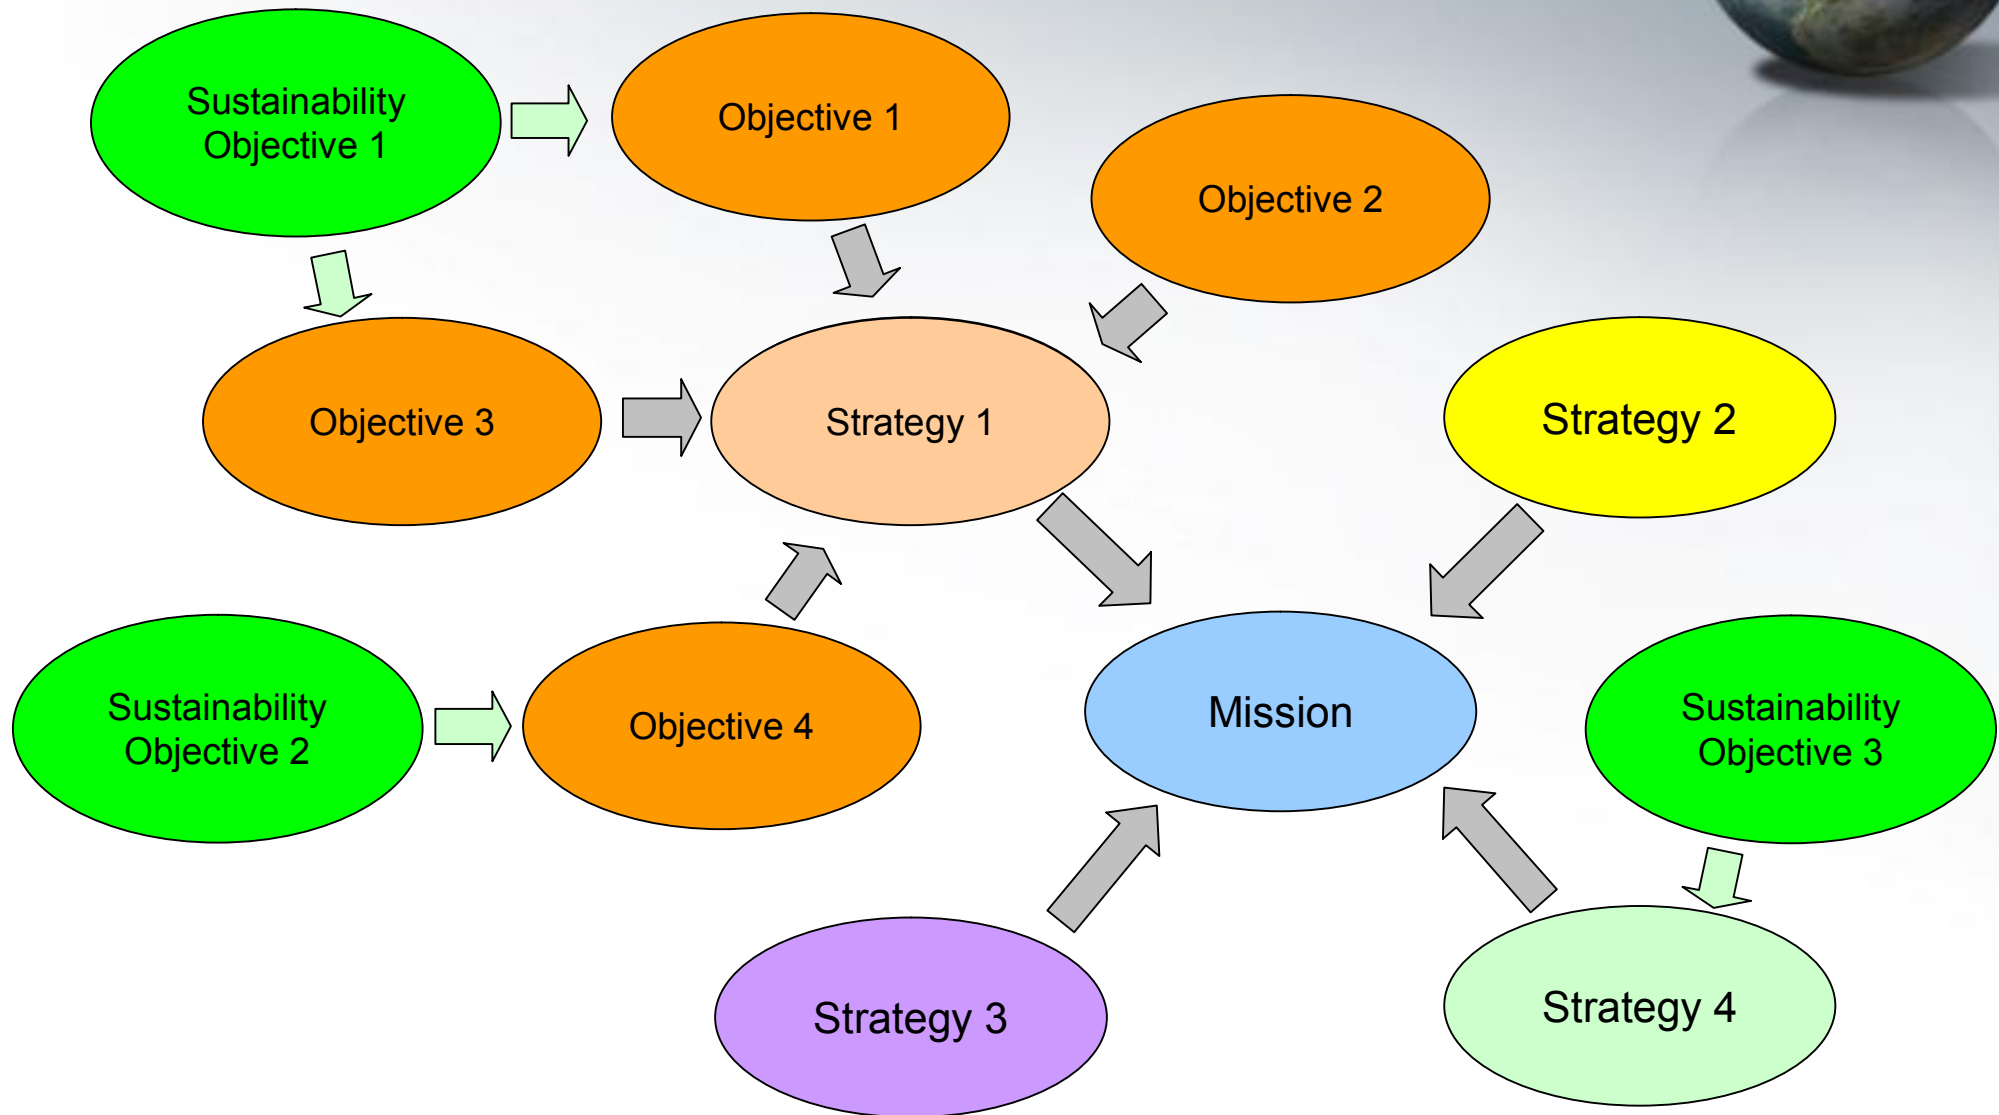 Sustainability
Objective 1
Objective 1
Objective 2
Objective 3
Strategy 1
Strategy 2
Sustainability
Objective 2
Objective 4
Mission
Sustainability
Objective 3
Strategy 3
Strategy 4